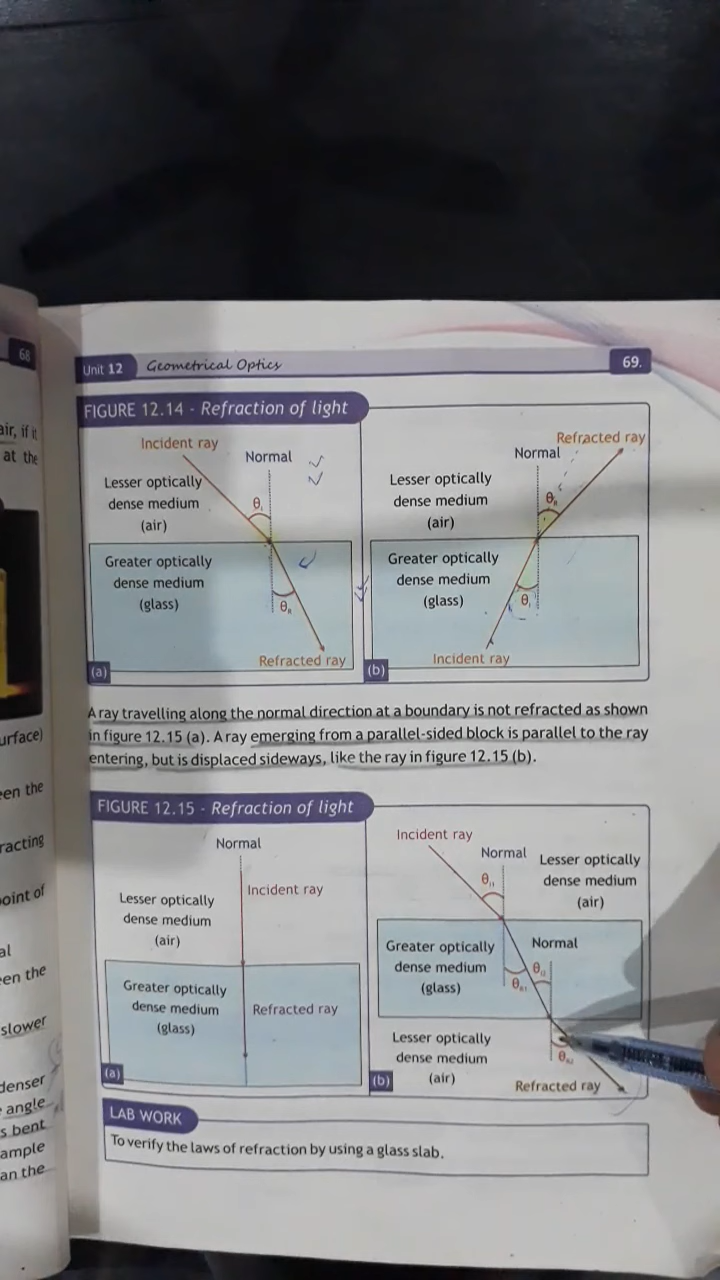 68
air, if it
at the
urface)
een the
racting
point of
al
een the
slower
denser
angle
s bent
ample
an the
Unit 12 Geometrical Optics 69.
FIGURE 12.14 - Refraction of light
Incident ray
Normal
Lesser optically
dense medium
(air)
θi
Greater optically
dense medium
(glass)
θR
Refracted ray
(a)
Refracted ray
Normal
Lesser optically
dense medium
(air)
θR
Greater optically
dense medium
(glass)
θi
Incident ray
(b)
A ray travelling along the normal direction at a boundary is not refracted as shown
in figure 12.15 (a). A ray emerging from a parallel-sided block is parallel to the ray
entering, but is displaced sideways, like the ray in figure 12.15 (b).
FIGURE 12.15 - Refraction of light
Normal
Incident ray
Lesser optically
dense medium
(air)
Greater optically
dense medium
(glass)
Refracted ray
(a)
Incident ray
Normal
Lesser optically
dense medium
(air)
θi1
Greater optically
dense medium
(glass)
Normal
θi2
θR1
Lesser optically
dense medium
(air)
θR2
Refracted ray
(b)
LAB WORK
To verify the laws of refraction by using a glass slab.